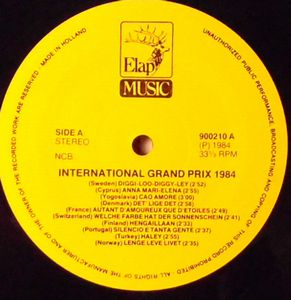 UNAUTHORIZED PUBLIC PERFORMANCE, BROADCASTING AND COPYING OF THIS RECORD PROHIBITED. ALL RIGHTS OF THE MANUFACTURER AND OF THE OWNER OF THE RECORDED WORK ARE RESERVED. MADE IN HOLLAND
Elap
MUSIC
SIDE A
STEREO
NCB
900210 A
(P) 1984
33⅓ RPM
INTERNATIONAL GRAND PRIX 1984
(Sweden) DIGGI-LOO-DIGGY-LEY (2:52)
(Cyprus) ANNA MARI-ELENA (2:55)
(Yogoslavia) CAO AMORE (3:00)
(Denmark) DET' LIGE DET' (2:58)
(France) AUTANT D'AMOUREUX QUE D'ETOILES (2:49)
(Switzerland) WELCHE FARBE HAT DER SONNENSCHEIN (2:41)
(Finland) HENGAILLAAN (2:33)
(Portugal) SILENCIO E TANTA GENTE (2:56)
(Turkey) HALEY (2:55)
(Norway) LENGE LEVE LIVET (2:50)